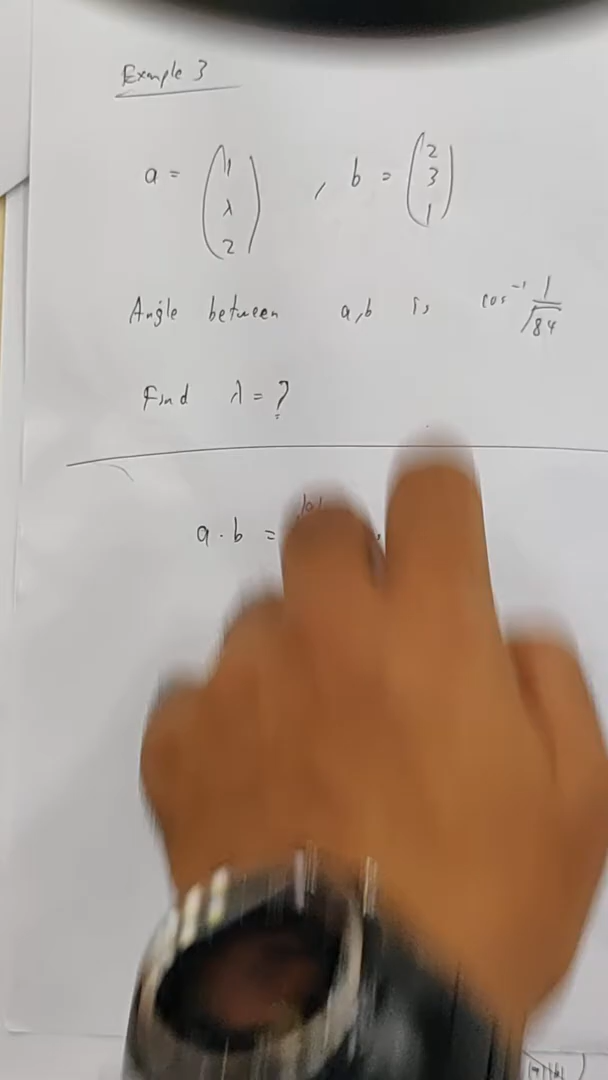 Example 3
a = (1 λ 2) , b = (2 3 1)
Angle between a,b is cos⁻¹ 1/√84
Find λ = ?
a · b = |a|